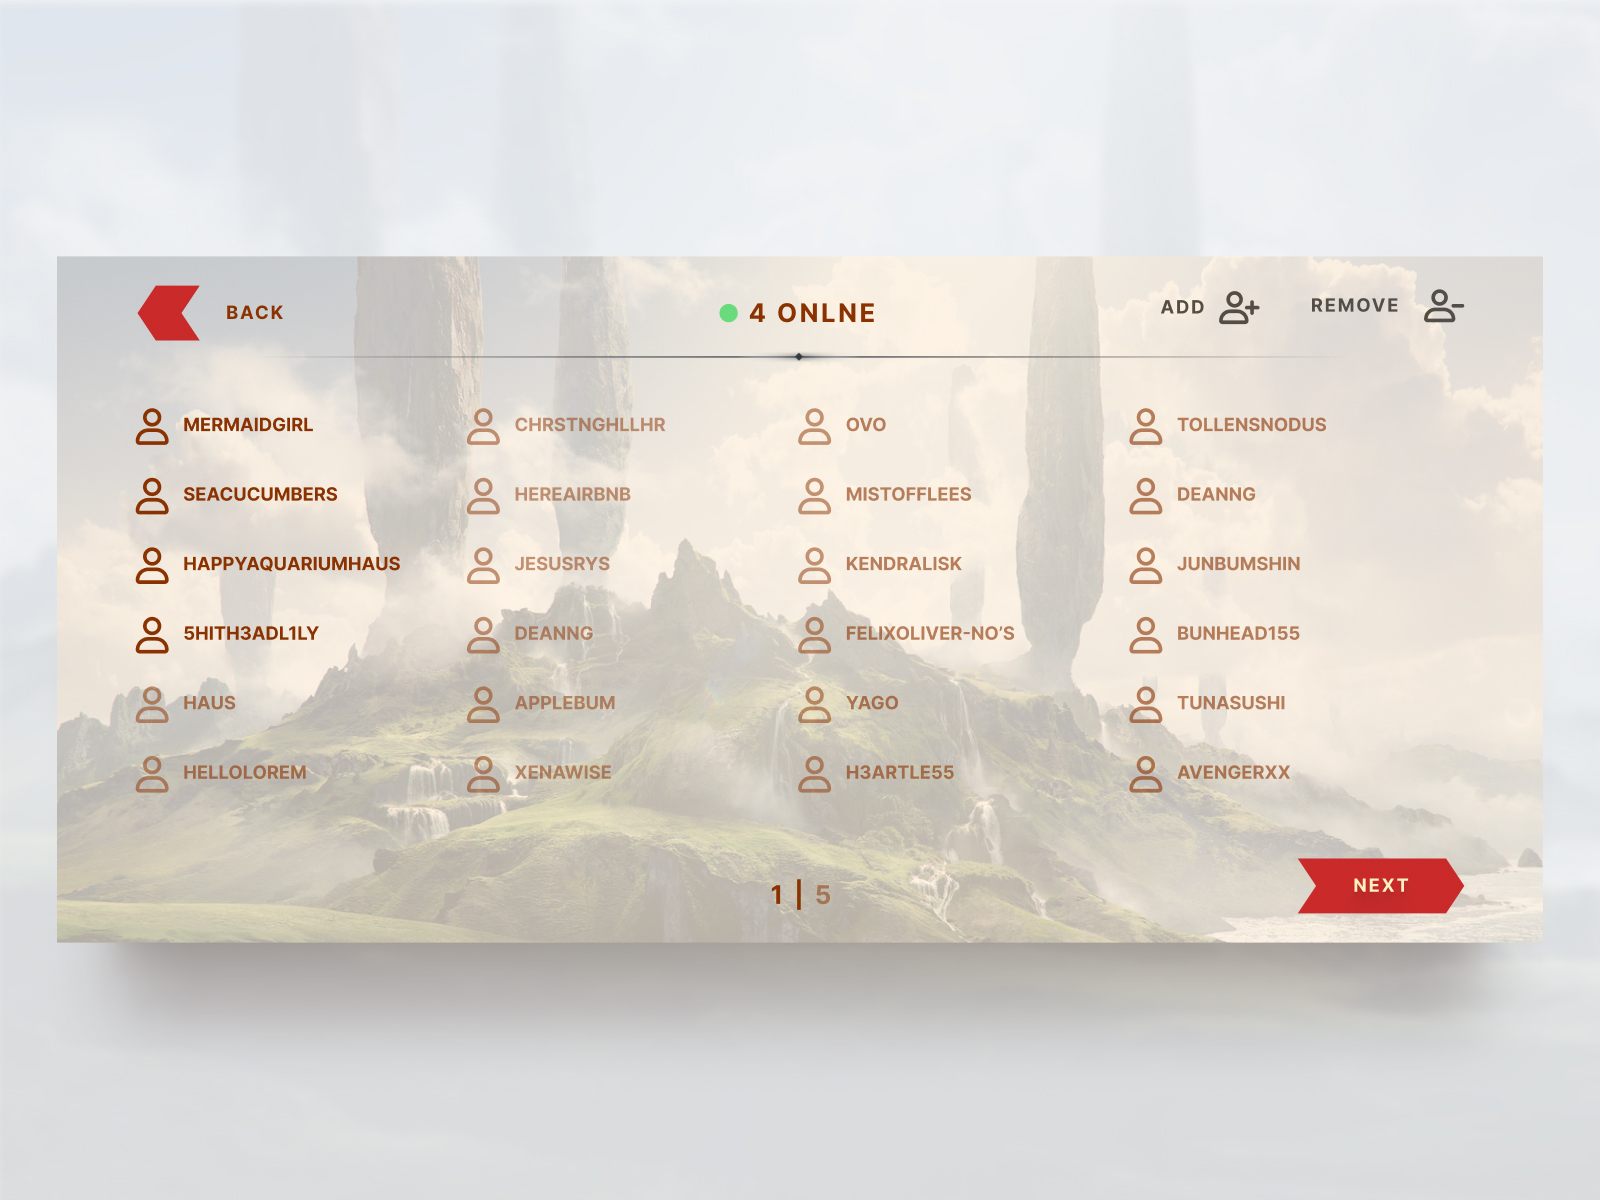 BACK
4 ONLNE
ADD
REMOVE
MERMAIDGIRL
CHRSTNGHLLHR
OVO
TOLLENSNODUS
SEACUCUMBERS
HEREAIRBNB
MISTOFFLEES
DEANNG
HAPPYAQUARIUMHAUS
JESUSRYS
KENDRALISK
JUNBUMSHIN
5HITH3ADL1LY
DEANNG
FELIXOLIVER-NO’S
BUNHEAD155
HAUS
APPLEBUM
YAGO
TUNASUSHI
HELLOLOREM
XENAWISE
H3ARTLE55
AVENGERXX
1 | 5
NEXT